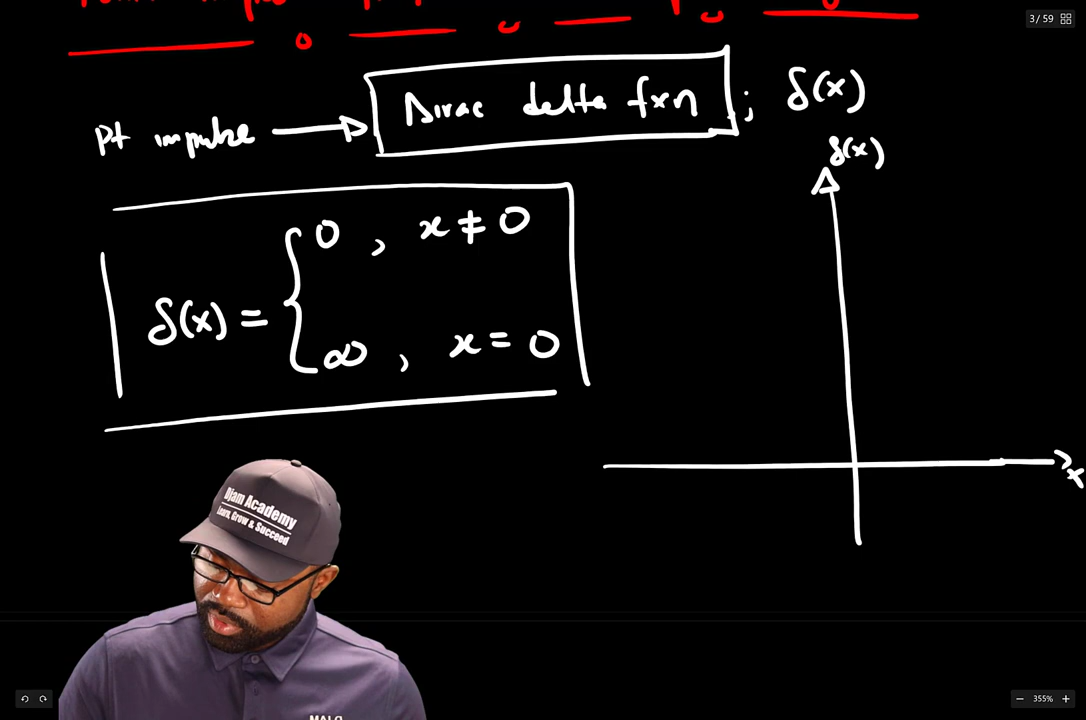 3 / 59
Pt impulse → Dirac delta fxn ; δ(x)
δ(x)
δ(x) = { 0 , x ≠ 0
∞ , x = 0
x
Djam Academy
Learn, Grow & Succeed
355%